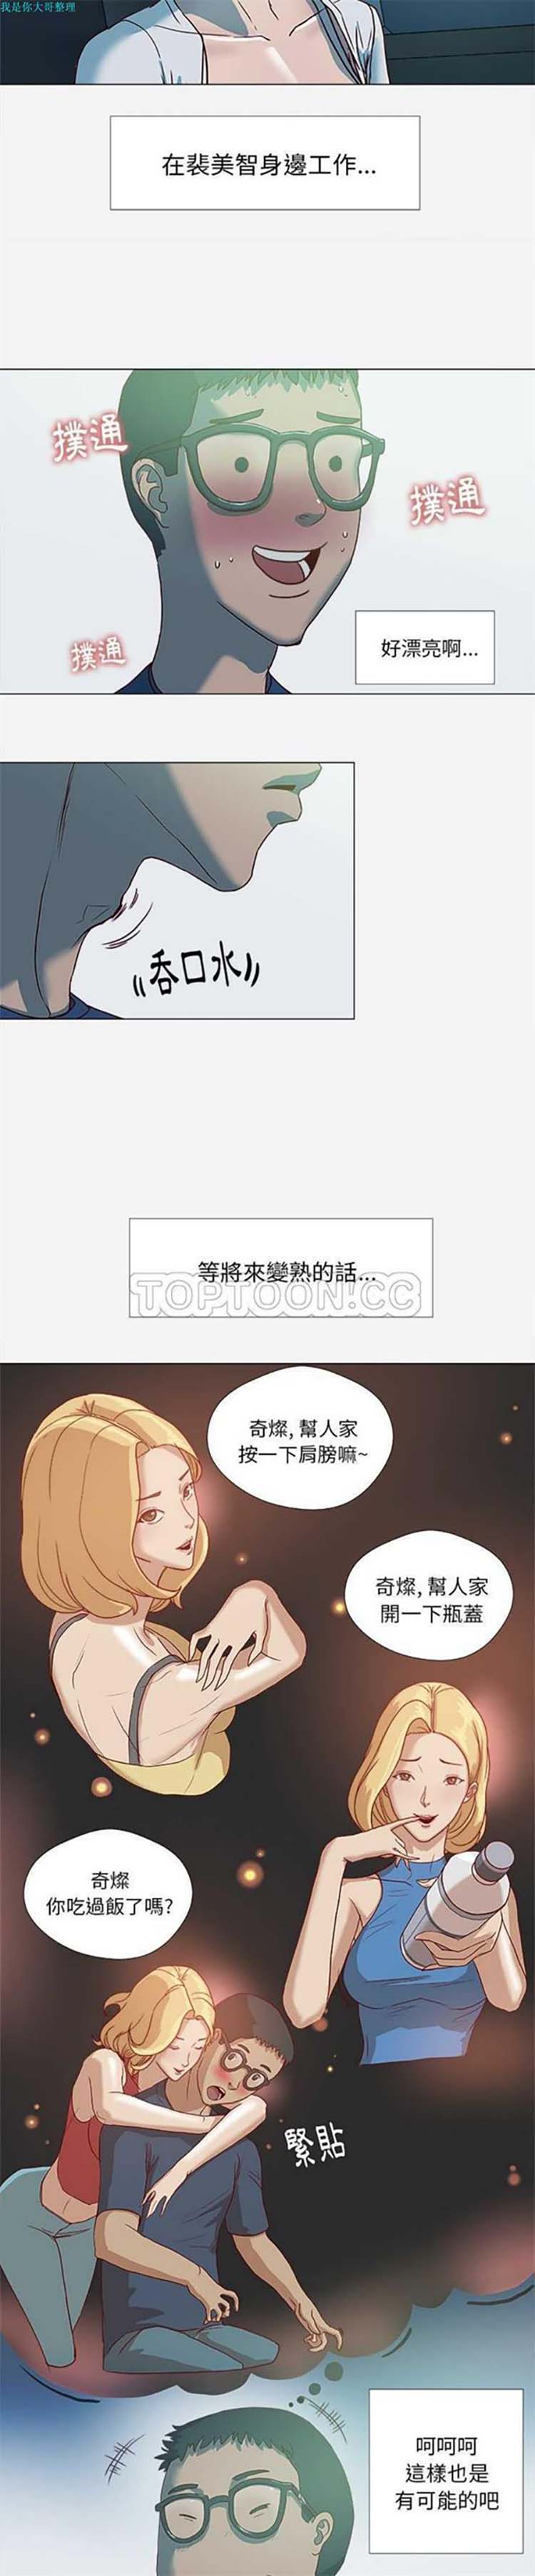 我是你大哥整理
在裴美智身邊工作...
撲通
撲通
好漂亮啊...
撲通
吞口水
等將來變熟的話...
TOPTOON!CC
奇燦, 幫人家
按一下肩膀嘛~
奇燦, 幫人家
開一下瓶蓋
奇燦
你吃過飯了嗎?
緊貼
呵呵呵
這樣也是
有可能的吧